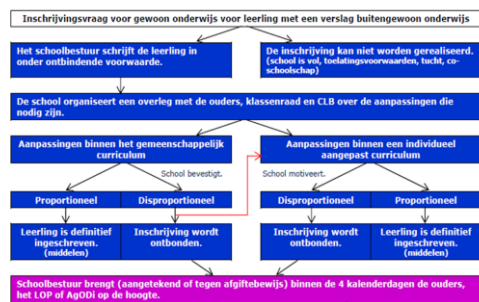 Inschrijvingsvraag voor gewoon onderwijs voor leerling met een verslag buitengewoon onderwijs
Het schoolbestuur schrijft de leerling in
onder ontbindende voorwaarde.
De inschrijving kan niet worden gerealiseerd.
(school is vol, toelatingsvoorwaarden, tucht, co-
schoolschap)
De school organiseert een overleg met de ouders, klassenraad en CLB over de aanpassingen die
nodig zijn.
Aanpassingen binnen het gemeenschappelijk
curriculum
Aanpassingen binnen een individueel
aangepast curriculum
School bevestigt.
School motiveert.
Proportioneel
Disproportioneel
Disproportioneel
Proportioneel
Leerling is definitief
ingeschreven.
(middelen)
Inschrijving wordt
ontbonden.
Inschrijving wordt
ontbonden.
Leerling is definitief
ingeschreven.
(middelen)
Schoolbestuur brengt (aangetekend of tegen afgiftebewijs) binnen de 4 kalenderdagen de ouders,
het LOP of AgODi op de hoogte.